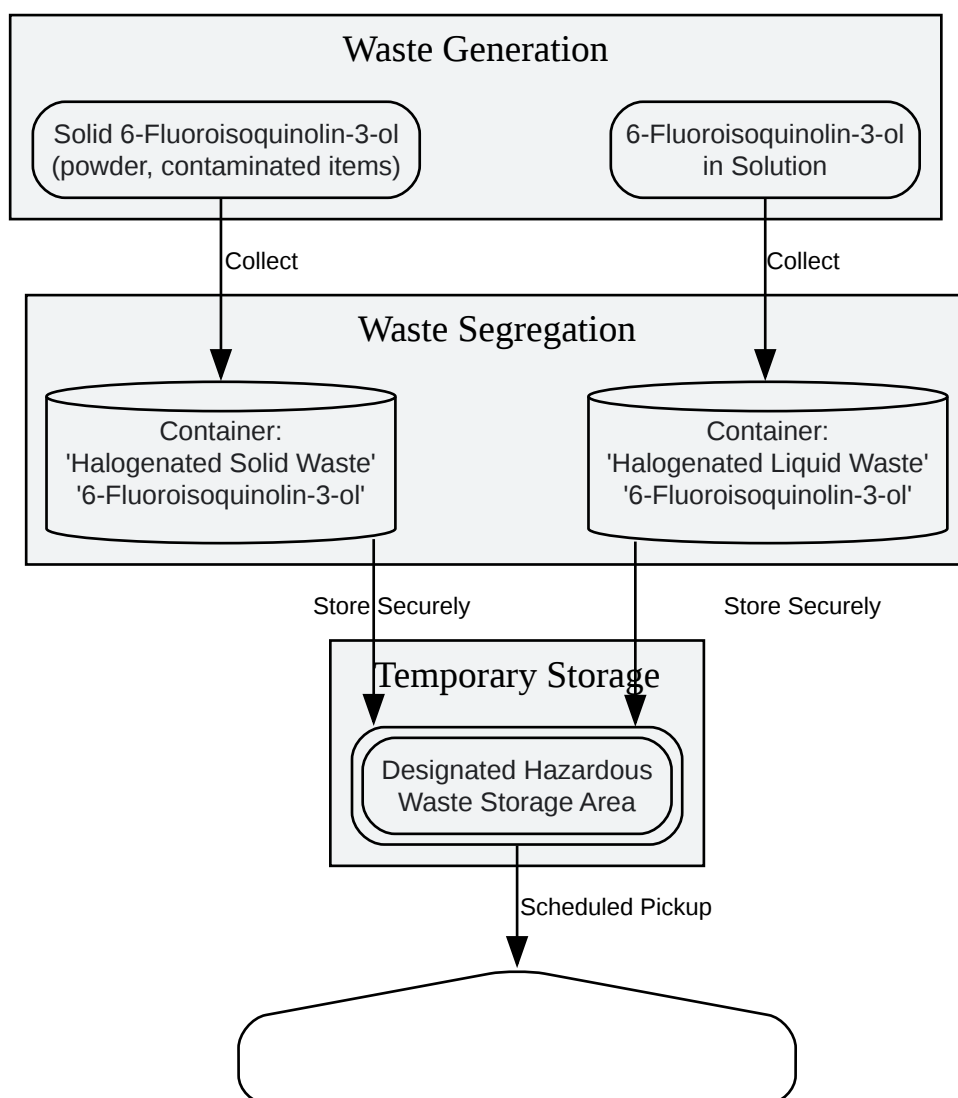 Waste Generation
Solid 6-Fluoroisoquinolin-3-ol
(powder, contaminated items)
6-Fluoroisoquinolin-3-ol
in Solution
Collect
Collect
Waste Segregation
Container:
'Halogenated Solid Waste'
'6-Fluoroisoquinolin-3-ol'
Container:
'Halogenated Liquid Waste'
'6-Fluoroisoquinolin-3-ol'
Store Securely
Store Securely
Temporary Storage
Designated Hazardous
Waste Storage Area
Scheduled Pickup